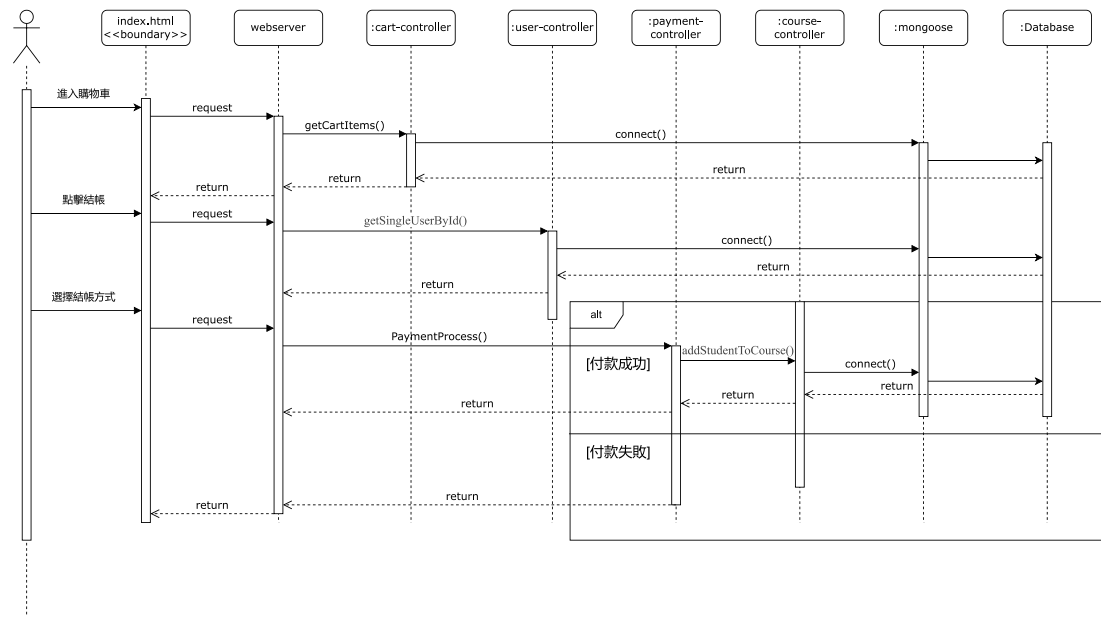 index.html
<<boundary>>
webserver
:cart-controller
:user-controller
:payment-
controller
:course-
controller
:mongoose
:Database
進入購物車
request
getCartItems()
connect()
return
return
return
點擊結帳
request
getSingleUserById()
connect()
return
return
選擇結帳方式
request
alt
PaymentProcess()
[付款成功]
addStudentToCourse()
connect()
return
return
return
[付款失敗]
return
return